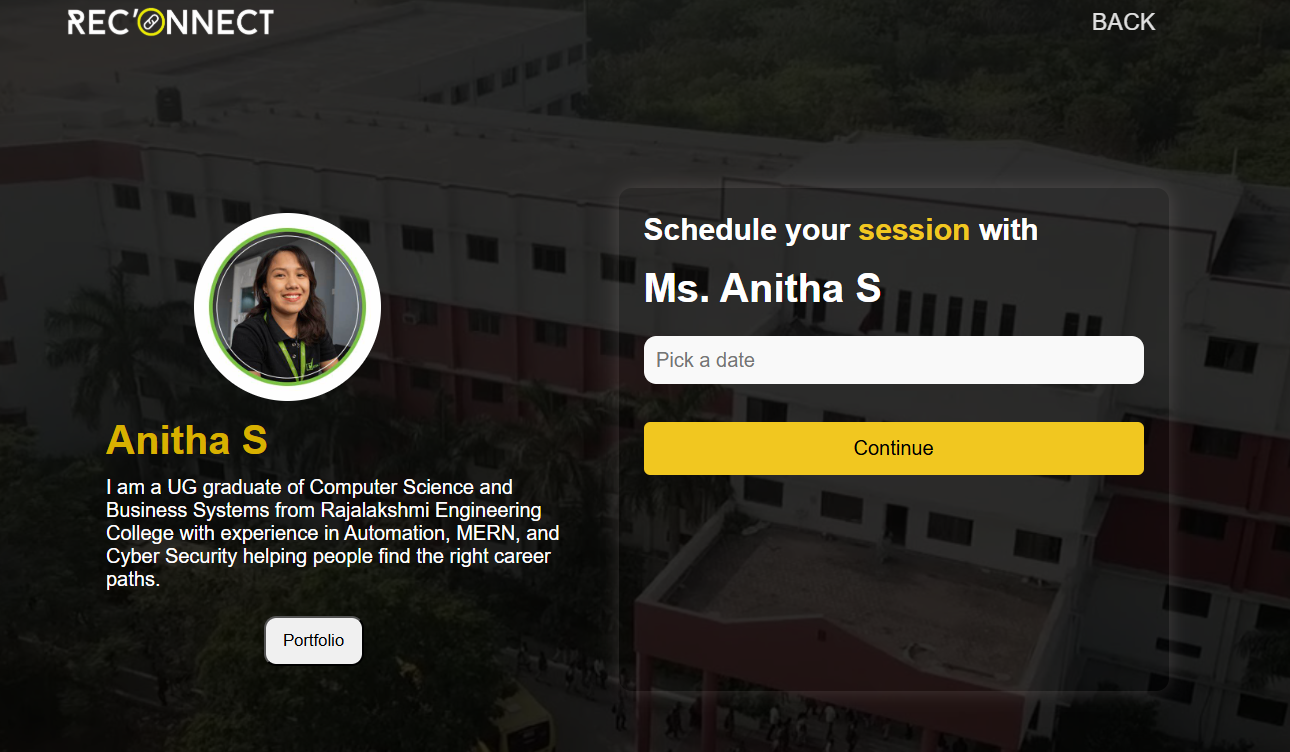 REC'ONNECT
BACK
Anitha S
I am a UG graduate of Computer Science and
Business Systems from Rajalakshmi Engineering
College with experience in Automation, MERN, and
Cyber Security helping people find the right career
paths.
Portfolio
Schedule your session with
Ms. Anitha S
Pick a date
Continue